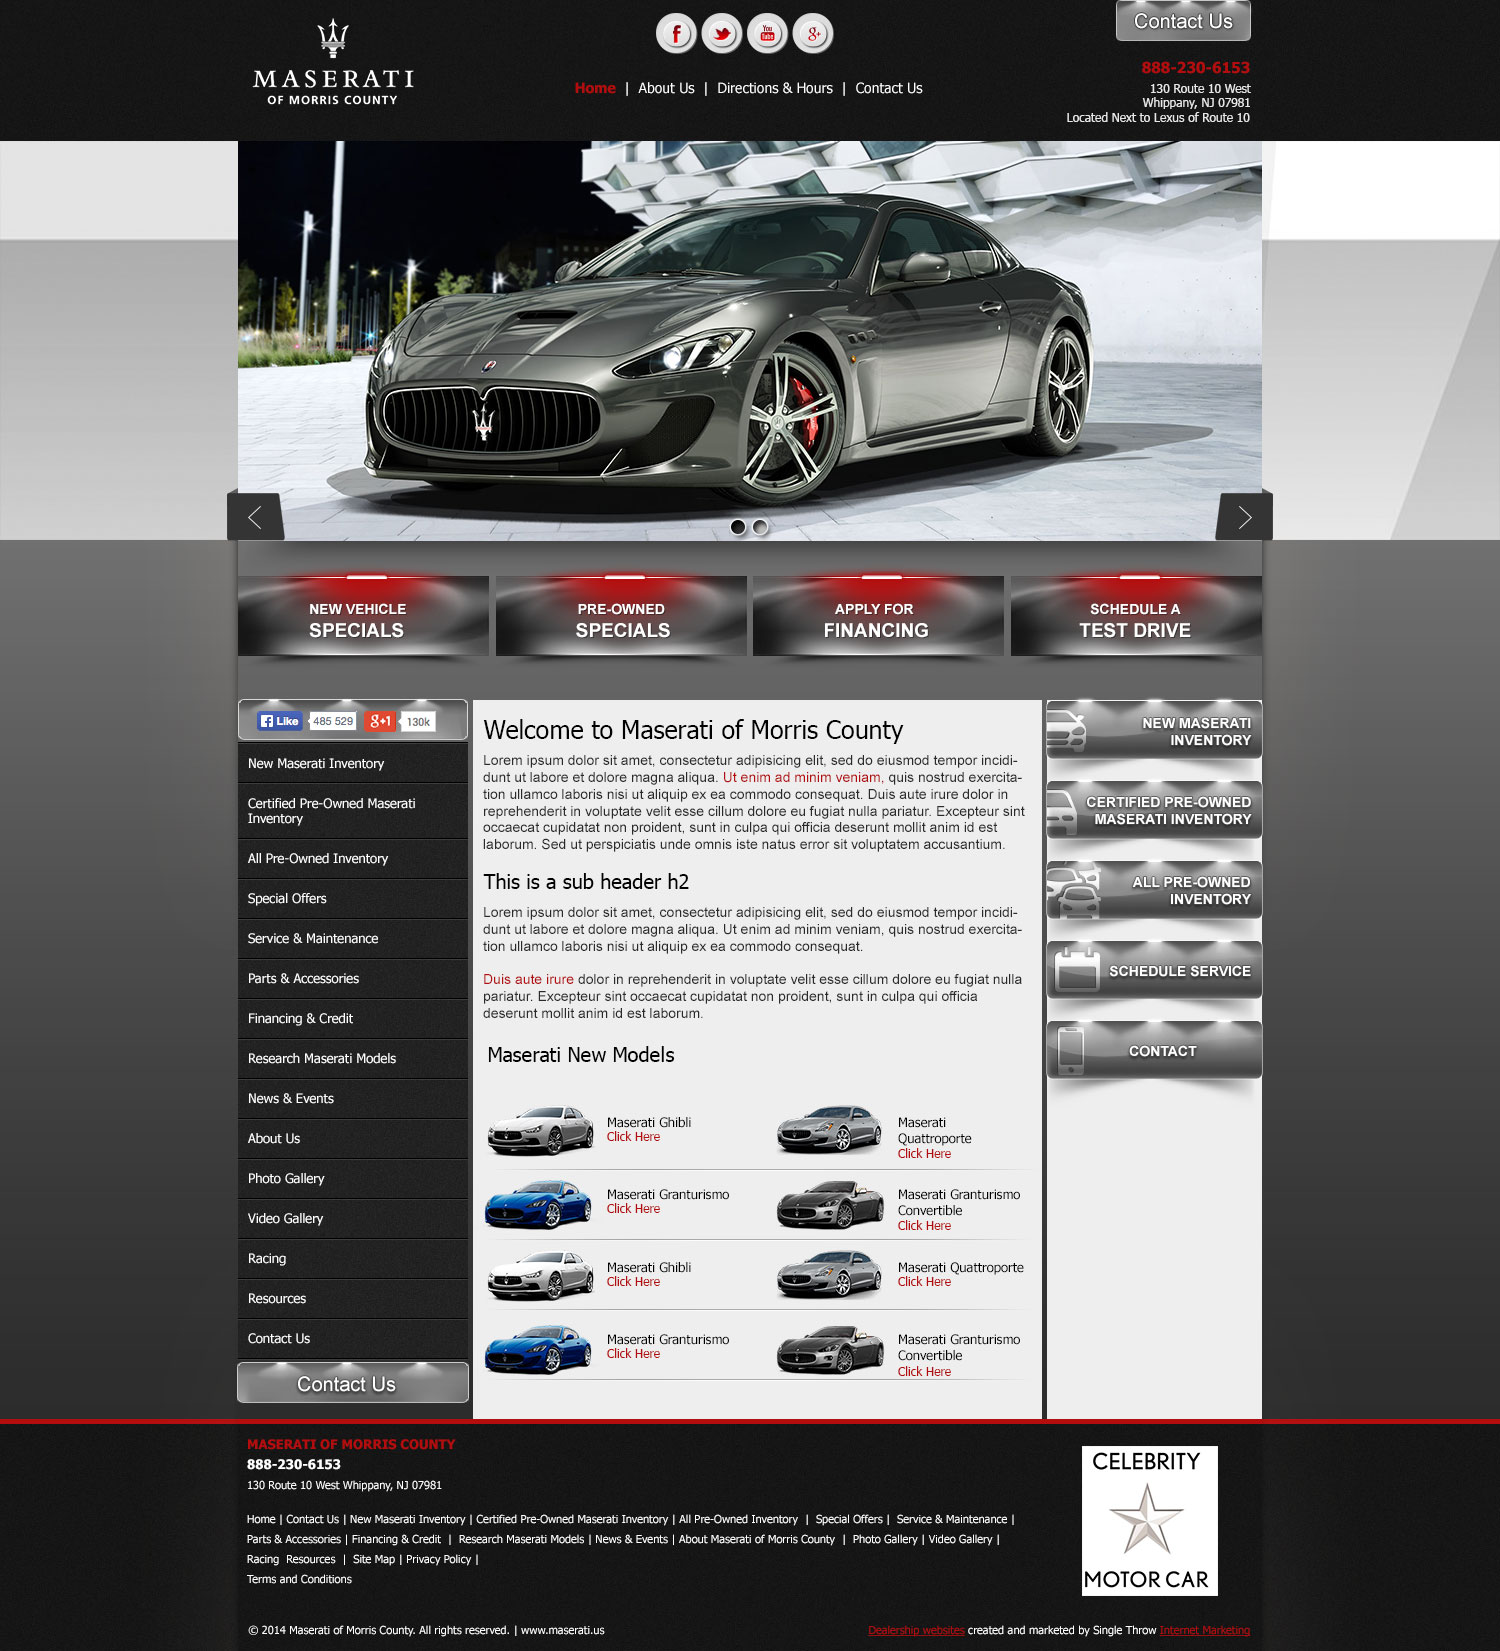 MASERATI
OF MORRIS COUNTY
f
You
Tube
g+
Contact Us
888-230-6153
130 Route 10 West
Whippany, NJ 07981
Located Next to Lexus of Route 10
Home | About Us | Directions & Hours | Contact Us
NEW VEHICLE
SPECIALS
PRE-OWNED
SPECIALS
APPLY FOR
FINANCING
SCHEDULE A
TEST DRIVE
f Like 485 529 g+1 130k
New Maserati Inventory
Certified Pre-Owned Maserati
Inventory
All Pre-Owned Inventory
Special Offers
Service & Maintenance
Parts & Accessories
Financing & Credit
Research Maserati Models
News & Events
About Us
Photo Gallery
Video Gallery
Racing
Resources
Contact Us
Contact Us
Welcome to Maserati of Morris County
Lorem ipsum dolor sit amet, consectetur adipisicing elit, sed do eiusmod tempor incidi-
dunt ut labore et dolore magna aliqua. Ut enim ad minim veniam, quis nostrud exercita-
tion ullamco laboris nisi ut aliquip ex ea commodo consequat. Duis aute irure dolor in
reprehenderit in voluptate velit esse cillum dolore eu fugiat nulla pariatur. Excepteur sint
occaecat cupidatat non proident, sunt in culpa qui officia deserunt mollit anim id est
laborum. Sed ut perspiciatis unde omnis iste natus error sit voluptatem accusantium.
This is a sub header h2
Lorem ipsum dolor sit amet, consectetur adipisicing elit, sed do eiusmod tempor incidi-
dunt ut labore et dolore magna aliqua. Ut enim ad minim veniam, quis nostrud exercita-
tion ullamco laboris nisi ut aliquip ex ea commodo consequat.
Duis aute irure dolor in reprehenderit in voluptate velit esse cillum dolore eu fugiat nulla
pariatur. Excepteur sint occaecat cupidatat non proident, sunt in culpa qui officia
deserunt mollit anim id est laborum.
Maserati New Models
Maserati Ghibli
Click Here
Maserati
Quattroporte
Click Here
Maserati Granturismo
Click Here
Maserati Granturismo
Convertible
Click Here
Maserati Ghibli
Click Here
Maserati Quattroporte
Click Here
Maserati Granturismo
Click Here
Maserati Granturismo
Convertible
Click Here
NEW MASERATI
INVENTORY
CERTIFIED PRE-OWNED
MASERATI INVENTORY
ALL PRE-OWNED
INVENTORY
SCHEDULE SERVICE
CONTACT
MASERATI OF MORRIS COUNTY
888-230-6153
130 Route 10 West Whippany, NJ 07981
Home | Contact Us | New Maserati Inventory | Certified Pre-Owned Maserati Inventory | All Pre-Owned Inventory | Special Offers | Service & Maintenance |
Parts & Accessories | Financing & Credit | Research Maserati Models | News & Events | About Maserati of Morris County | Photo Gallery | Video Gallery |
Racing Resources | Site Map | Privacy Policy |
Terms and Conditions
CELEBRITY
MOTOR CAR
© 2014 Maserati of Morris County. All rights reserved. | www.maserati.us
Dealership websites created and marketed by Single Throw Internet Marketing